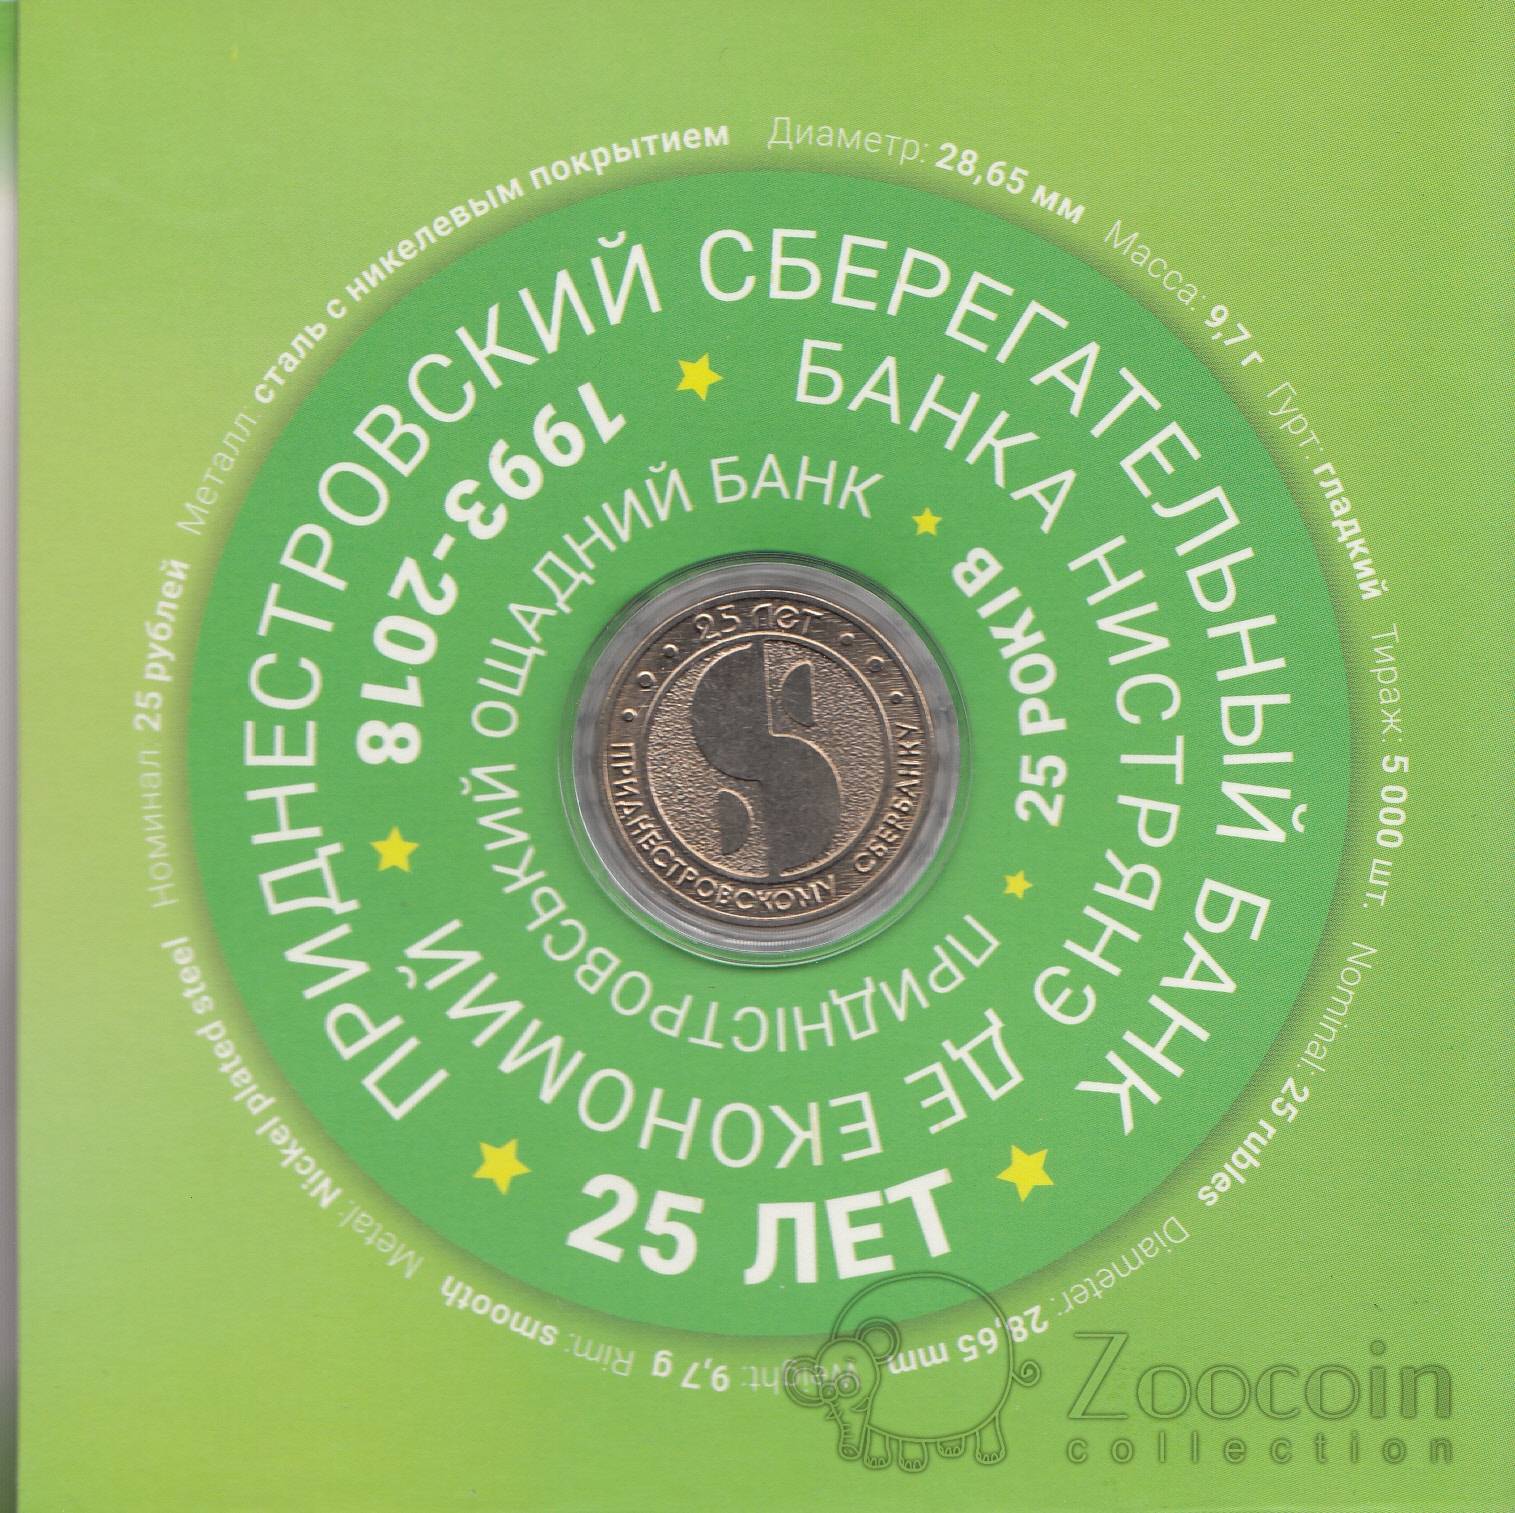 Номинал 25 рублей Металл: сталь с никелевым покрытием Диаметр: 28,65 мм Масса: 9,7 г Гурт: гладкий Тираж: 5 000 шт.
Nominal: 25 rubles Diameter: 28,65 mm Weight: 9,7 g Rim: smooth Metal: Nickel plated steel
ПРИДНЕСТРОВСКИЙ СБЕРЕГАТЕЛЬНЫЙ БАНК
25 ЛЕТ
БАНКА НИСТРЯНЭ ДЕ ЕКОНОМИЙ
1993-2018
ПРИДНІСТРОВСЬКИЙ ОЩАДНИЙ БАНК
25 РОКІВ
25 ЛЕТ
ПРИДНЕСТРОВСКОМУ СБЕРБАНКУ
Zoocoin
collection